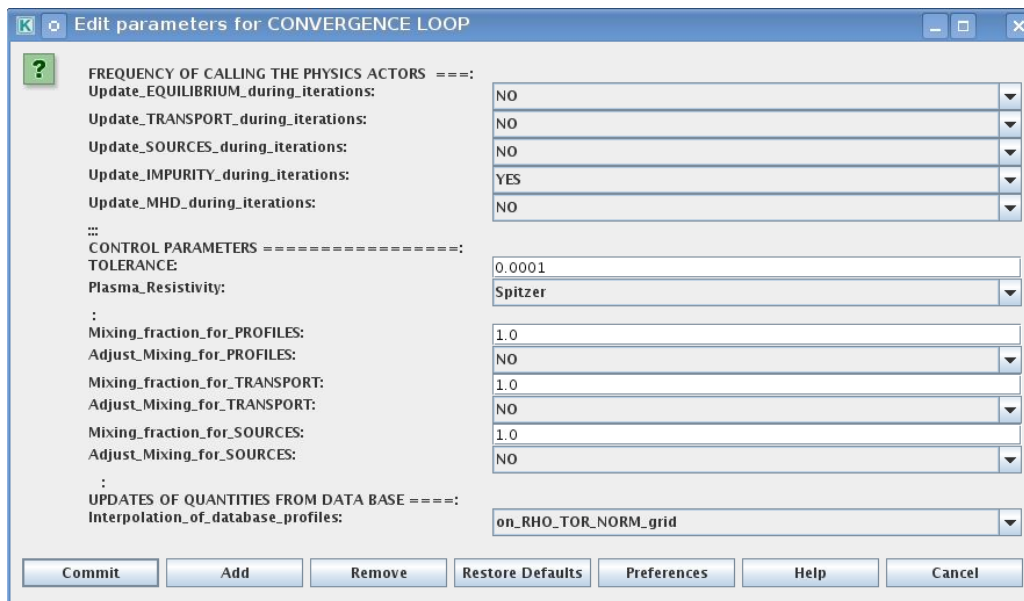 Edit parameters for CONVERGENCE LOOP
FREQUENCY OF CALLING THE PHYSICS ACTORS ===:
Update_EQUILIBRIUM_during_iterations: NO
Update_TRANSPORT_during_iterations: NO
Update_SOURCES_during_iterations: NO
Update_IMPURITY_during_iterations: YES
Update_MHD_during_iterations: NO
:::
CONTROL PARAMETERS =================:
TOLERANCE: 0.0001
Plasma_Resistivity: Spitzer
:
Mixing_fraction_for_PROFILES: 1.0
Adjust_Mixing_for_PROFILES: NO
Mixing_fraction_for_TRANSPORT: 1.0
Adjust_Mixing_for_TRANSPORT: NO
Mixing_fraction_for_SOURCES: 1.0
Adjust_Mixing_for_SOURCES: NO
:
UPDATES OF QUANTITIES FROM DATA BASE ====:
Interpolation_of_database_profiles: on_RHO_TOR_NORM_grid
Commit Add Remove Restore Defaults Preferences Help Cancel